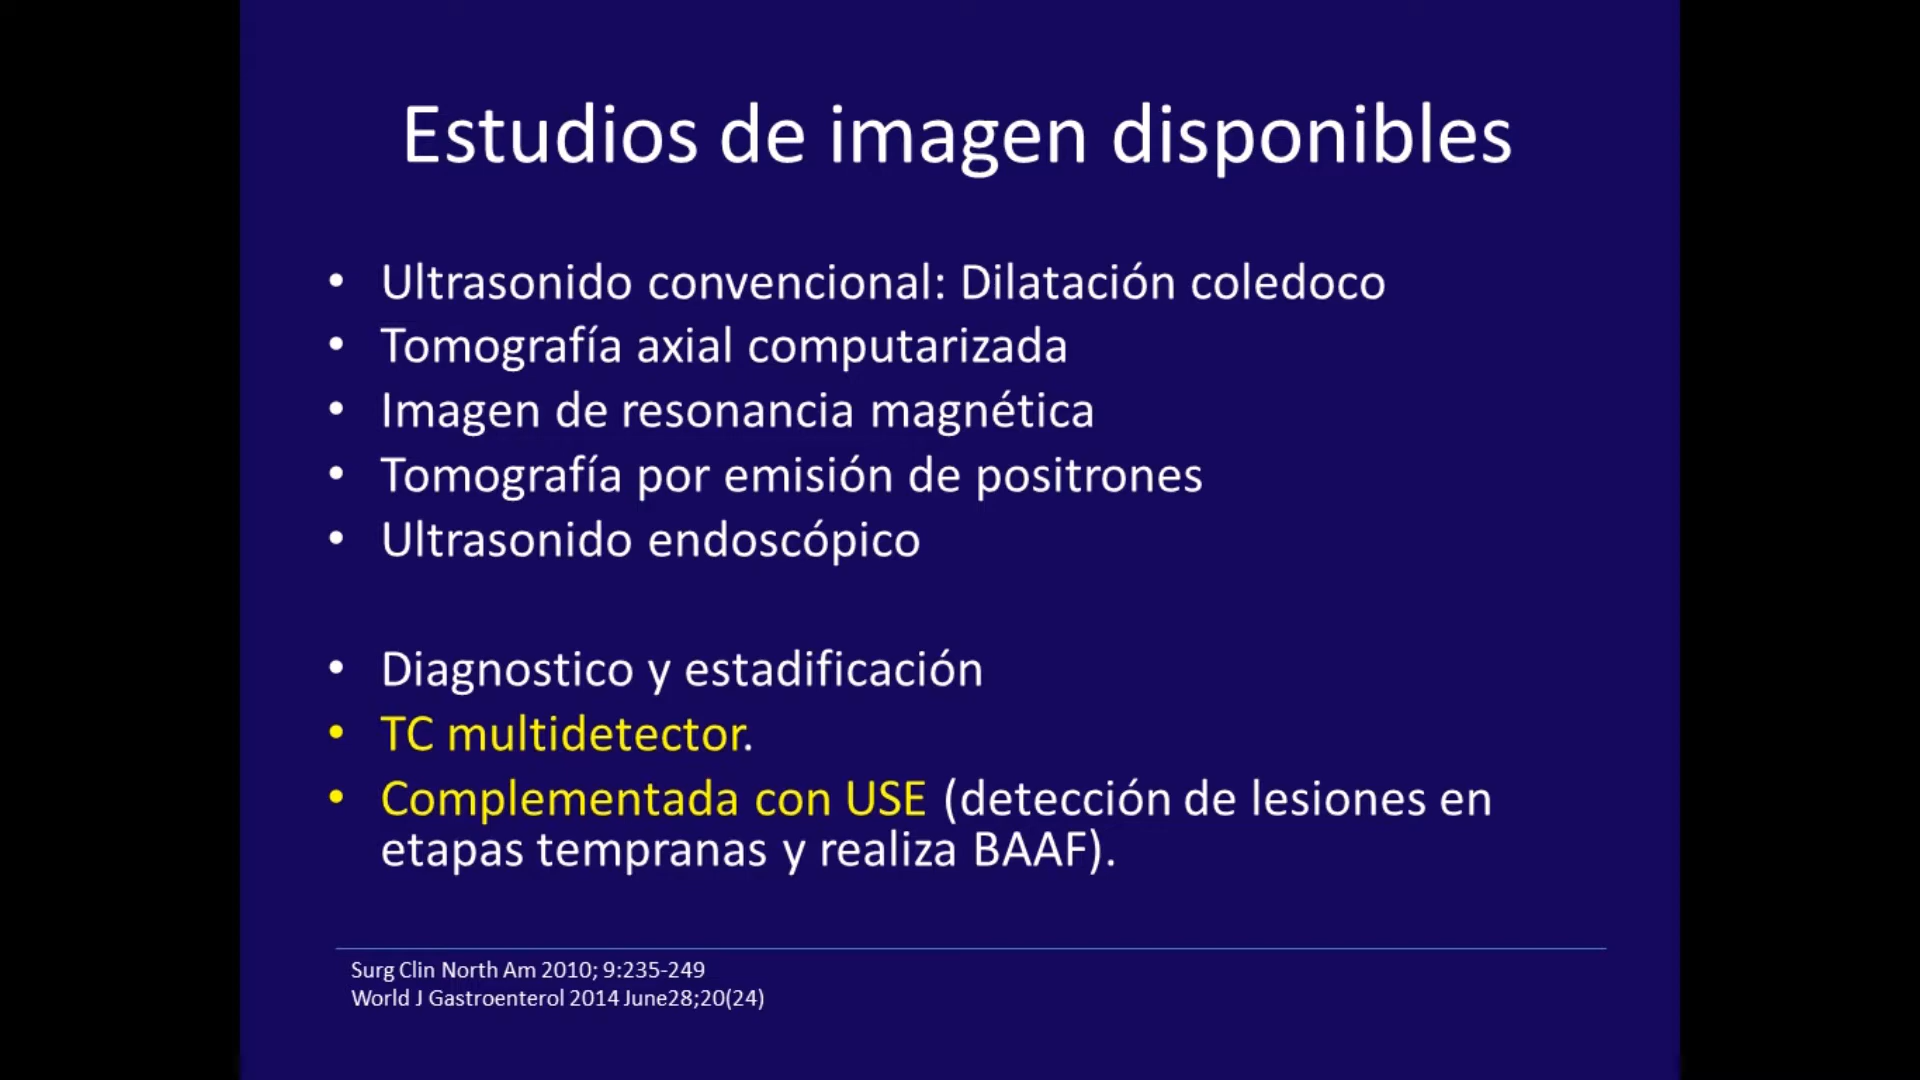 Estudios de imagen disponibles
• Ultrasonido convencional: Dilatación coledoco
• Tomografía axial computarizada
• Imagen de resonancia magnética
• Tomografía por emisión de positrones
• Ultrasonido endoscópico
• Diagnostico y estadificación
• TC multidetector.
• Complementada con USE (detección de lesiones en
etapas tempranas y realiza BAAF).
Surg Clin North Am 2010; 9:235-249
World J Gastroenterol 2014 June28;20(24)